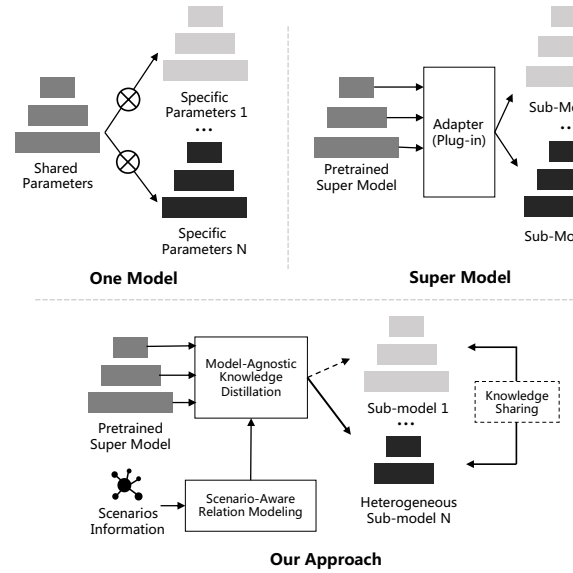 Shared
Parameters
Specific
Parameters 1
...
Specific
Parameters N
One Model
Pretrained
Super Model
Adapter
(Plug-in)
...
Super Model
Pretrained
Super Model
Model-Agnostic
Knowledge
Distillation
Scenarios
Information
Scenario-Aware
Relation Modeling
Sub-model 1
...
Heterogeneous
Sub-model N
Knowledge
Sharing
Our Approach